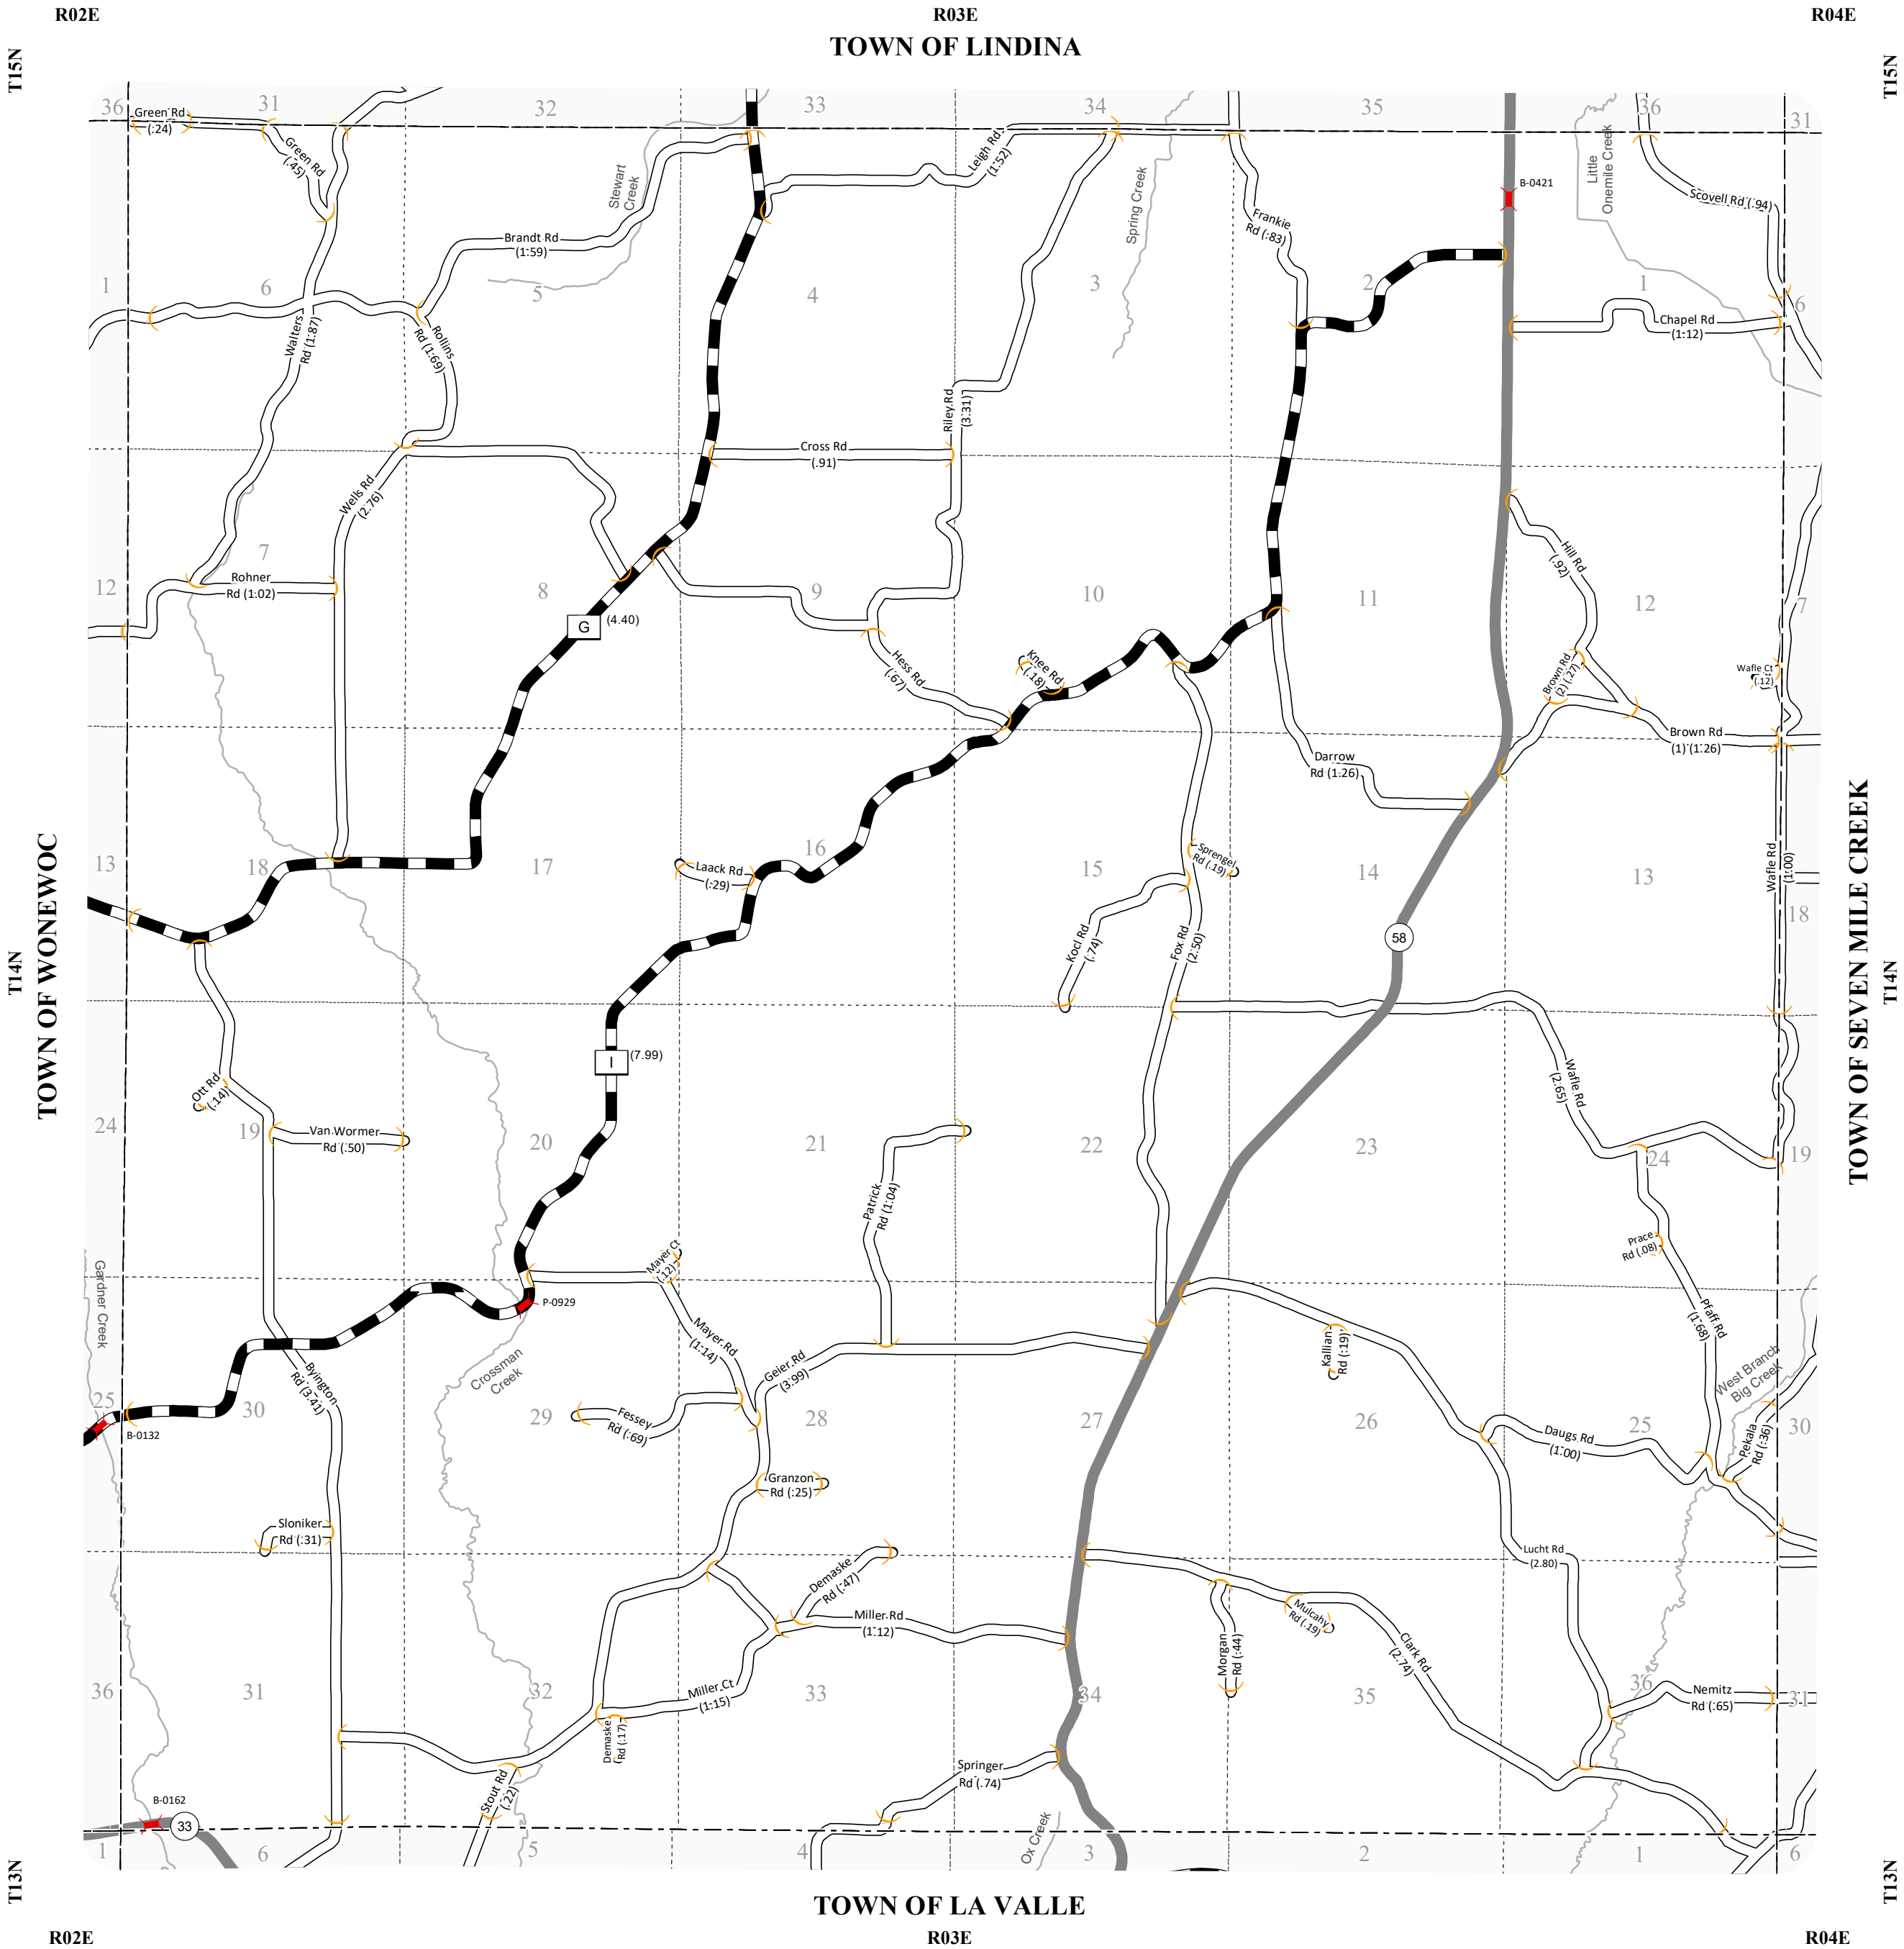 R02E
R03E
R04E
TOWN OF LINDINA
T15N
T15N
36
31
32
33
34
35
36
31
Green Rd
(.24)
Green Rd
(.45)
Stewart
Creek
Leigh Rd
(1.52)
Spring Creek
Little
Onemile Creek
B-0421
Scovell Rd (.94)
Frankie
Rd (.83)
Brandt Rd
(1.59)
1
6
5
4
3
2
1
6
Walters
Rd (1.87)
Rollins
Rd (1.69)
Chapel Rd
(1.12)
Riley Rd
(3.31)
Cross Rd
(.91)
Wells Rd
(2.76)
Hill Rd
(.92)
12
7
8
9
10
11
12
7
Rohner
Rd (1.02)
G
(4.40)
Hess Rd
(.67)
Knee Rd
(.18)
Brown Rd
(2) (.27)
Wafle Ct
(.12)
Brown Rd
(1) (1.26)
Darrow
Rd (1.26)
TOWN OF WONEWOC
TOWN OF SEVEN MILE CREEK
13
18
17
16
15
14
13
18
Laack Rd
(.29)
Sprengel
Rd (.19)
Wafle Rd
(1.00)
Kocl Rd
(.74)
Fox Rd
(2.50)
58
T14N
T14N
I
(7.99)
Ott Rd
(.14)
Wafle Rd
(2.65)
Van Wormer
Rd (.50)
24
19
20
21
22
23
24
19
Patrick
Rd (1.04)
Mayer Ct
(.12)
Prace
Rd (.08)
Gardner Creek
P-0929
Mayer Rd
(1.14)
Geier Rd
(3.99)
Kallian
Rd (.19)
Pfaff Rd
(1.68)
West Branch
Big Creek
Crossman
Creek
Byington
Rd (3.41)
25
30
29
28
27
26
25
30
B-0132
Fessey
Rd (.69)
Daugs Rd
(1.00)
Pekala
Rd (.36)
Granzon
Rd (.25)
Sloniker
Rd (.31)
Lucht Rd
(2.80)
Demaske
Rd (.47)
Miller Rd
(1.12)
Mulcahy
Rd (.19)
Morgan
Rd (.44)
Clark Rd
(2.74)
36
31
32
33
34
35
36
31
Miller Ct
(1.15)
Nemitz
Rd (.65)
Demaske
Rd (.17)
Springer
Rd (.74)
Stout Rd
(.22)
B-0162
33
Ox Creek
1
6
5
4
3
2
1
6
T13N
T13N
TOWN OF LA VALLE
R02E
R03E
R04E